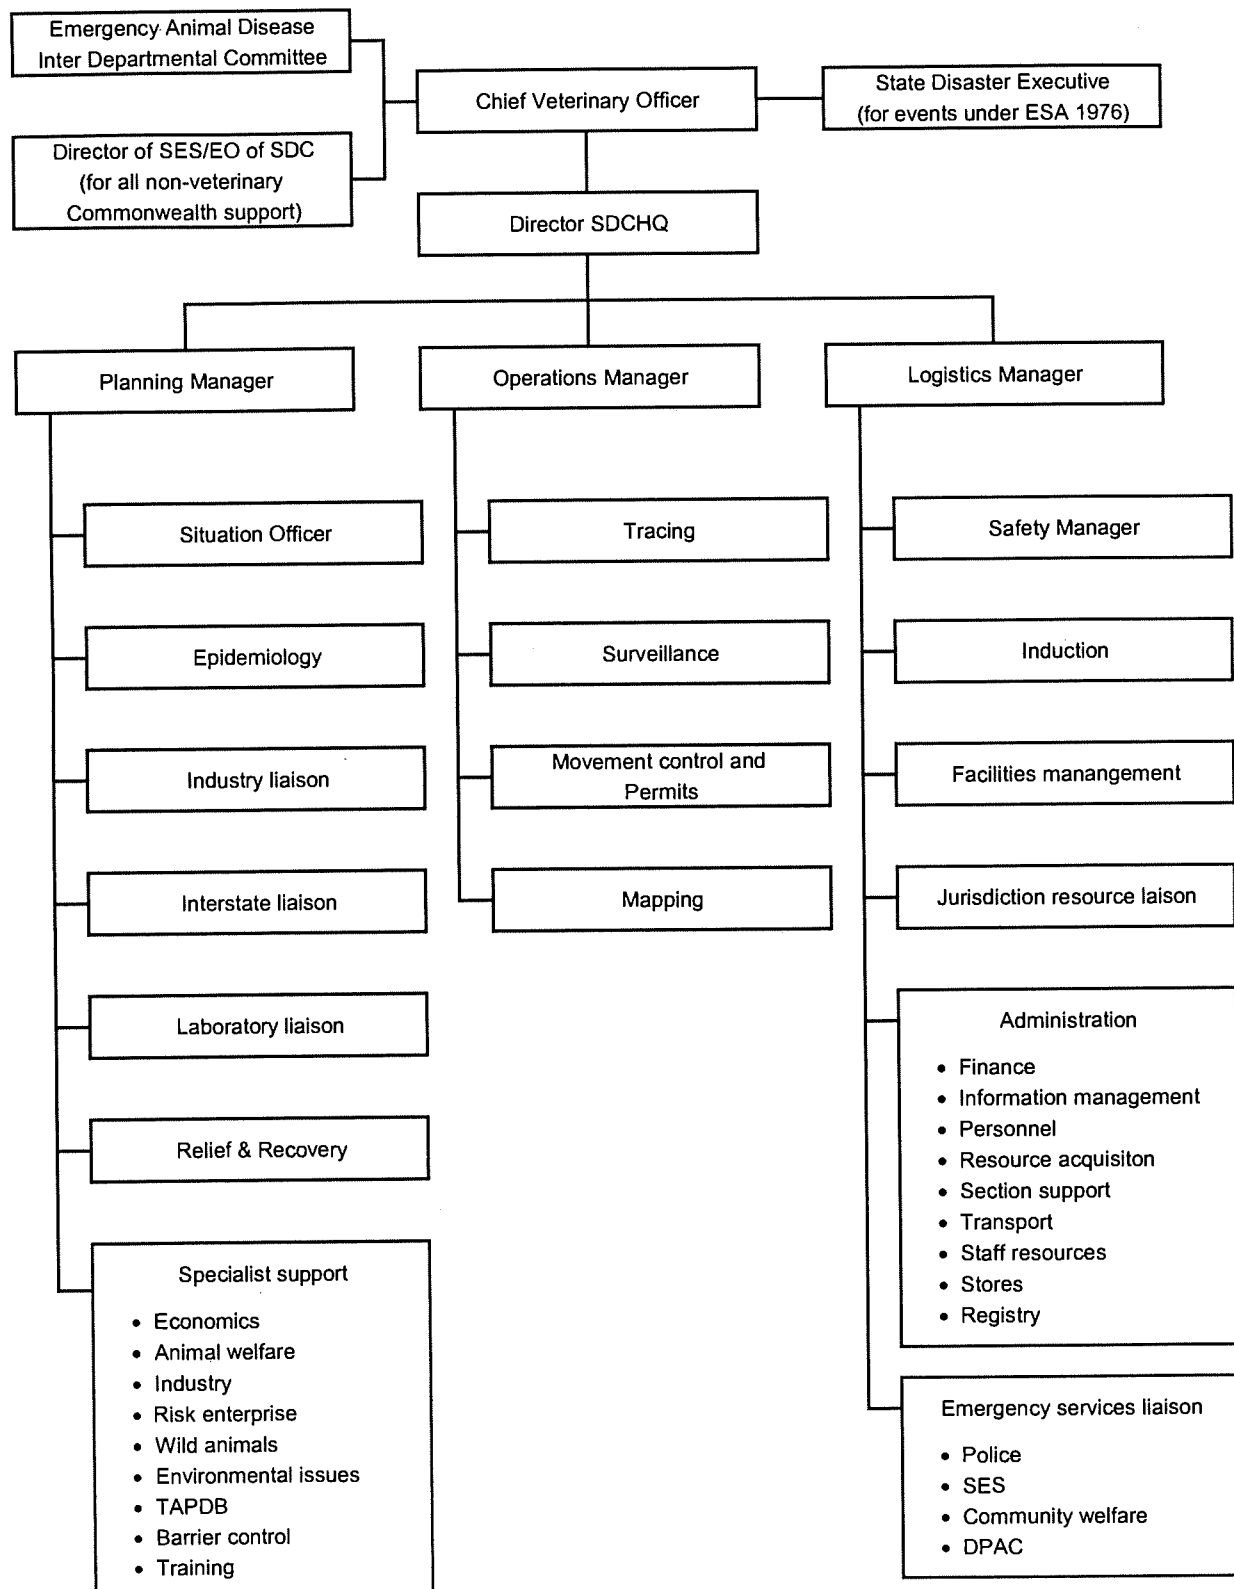 Emergency Animal Disease
Inter Departmental Committee
Chief Veterinary Officer
State Disaster Executive
(for events under ESA 1976)
Director of SES/EO of SDC
(for all non-veterinary
Commonwealth support)
Director SDCHQ
Planning Manager
Operations Manager
Logistics Manager
Situation Officer
Epidemiology
Industry liaison
Interstate liaison
Laboratory liaison
Relief & Recovery
Specialist support
• Economics
• Animal welfare
• Industry
• Risk enterprise
• Wild animals
• Environmental issues
• TAPDB
• Barrier control
• Training
Tracing
Surveillance
Movement control and
Permits
Mapping
Safety Manager
Induction
Facilities manangement
Jurisdiction resource laison
Administration
• Finance
• Information management
• Personnel
• Resource acquisiton
• Section support
• Transport
• Staff resources
• Stores
• Registry
Emergency services liaison
• Police
• SES
• Community welfare
• DPAC